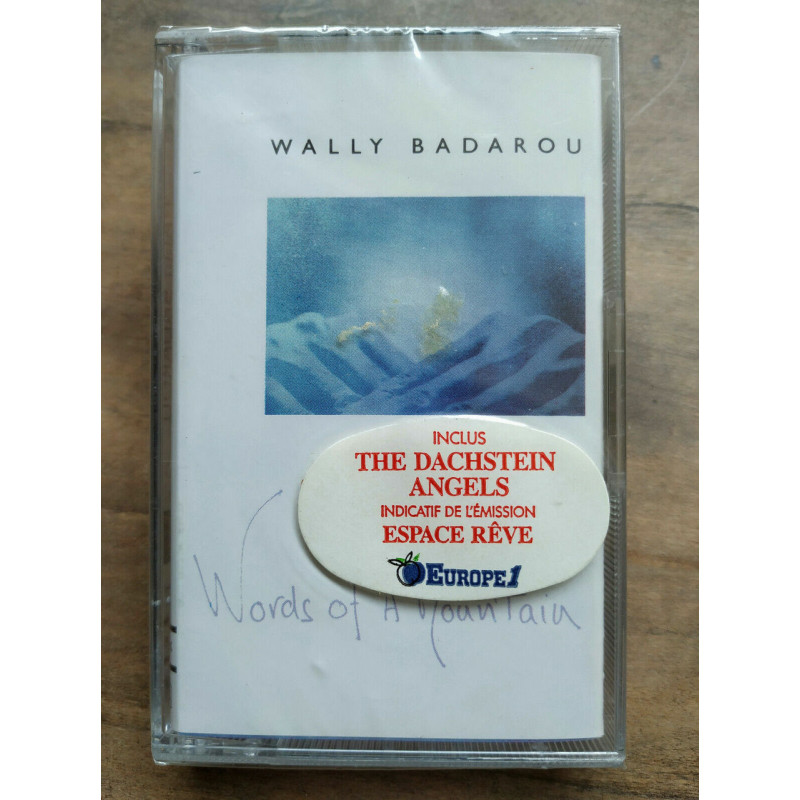 WALLY BADAROU
INCLUS
THE DACHSTEIN
ANGELS
INDICATIF DE L'ÉMISSION
ESPACE RÊVE
EUROPE 1
Words of A Mountain